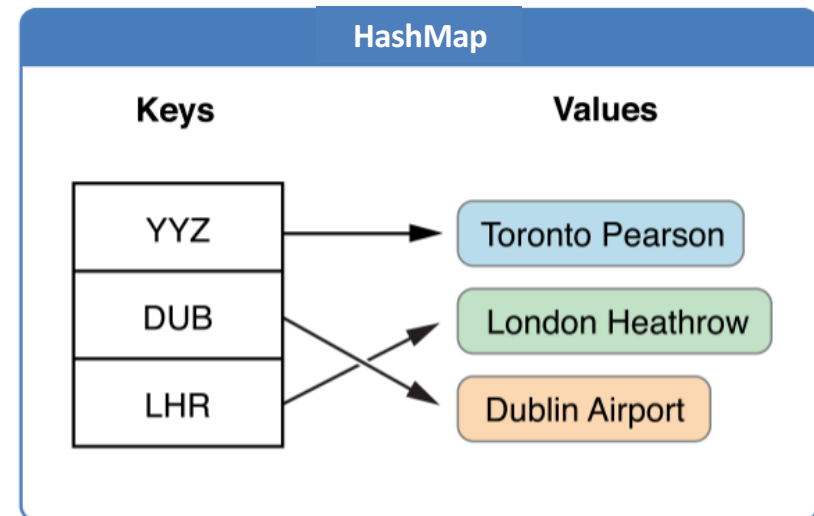 HashMap
Keys
Values
YYZ
Toronto Pearson
DUB
London Heathrow
LHR
Dublin Airport